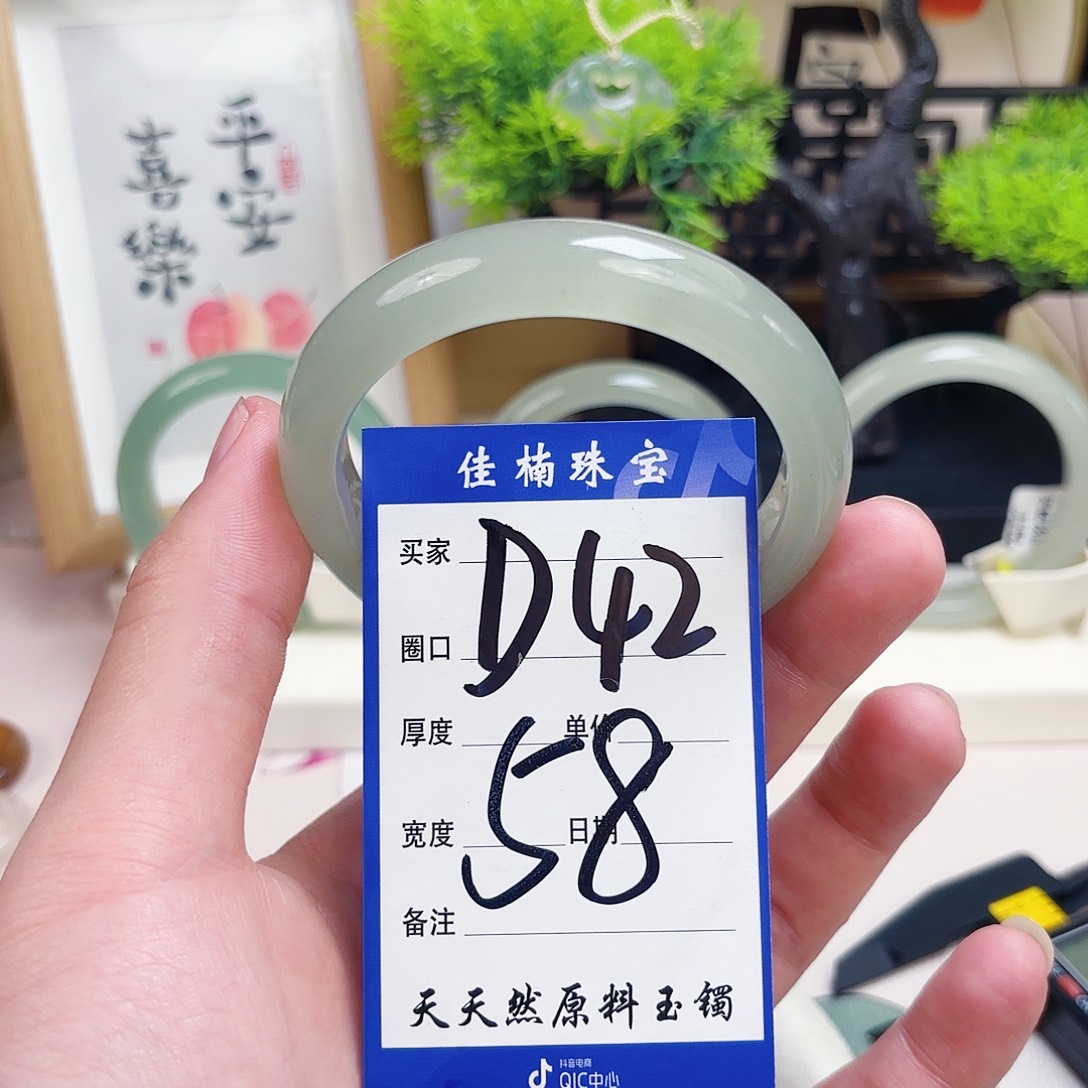 平安
喜樂
佳楠珠宝
买家
D42
圈口
厚度
单价
58
宽度
日期
备注
天天然原料玉镯
抖音电商
QIC中心